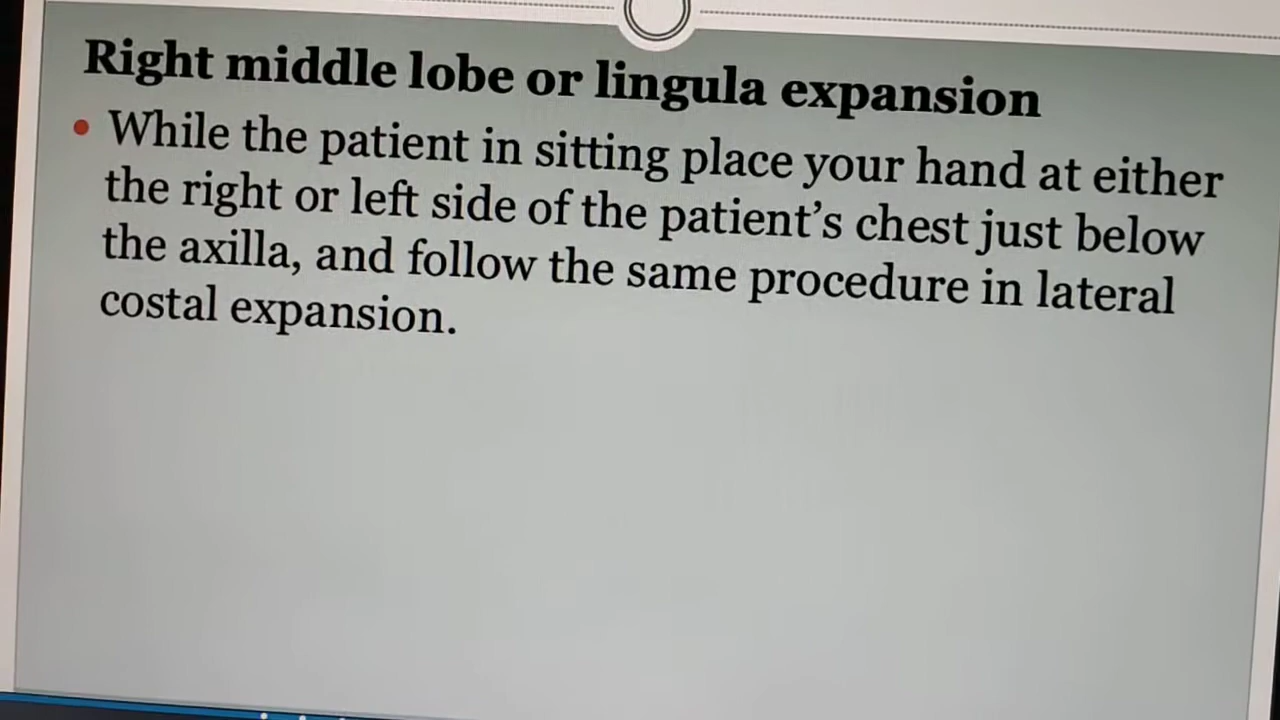 Right middle lobe or lingula expansion
• While the patient in sitting place your hand at either
the right or left side of the patient’s chest just below
the axilla, and follow the same procedure in lateral
costal expansion.